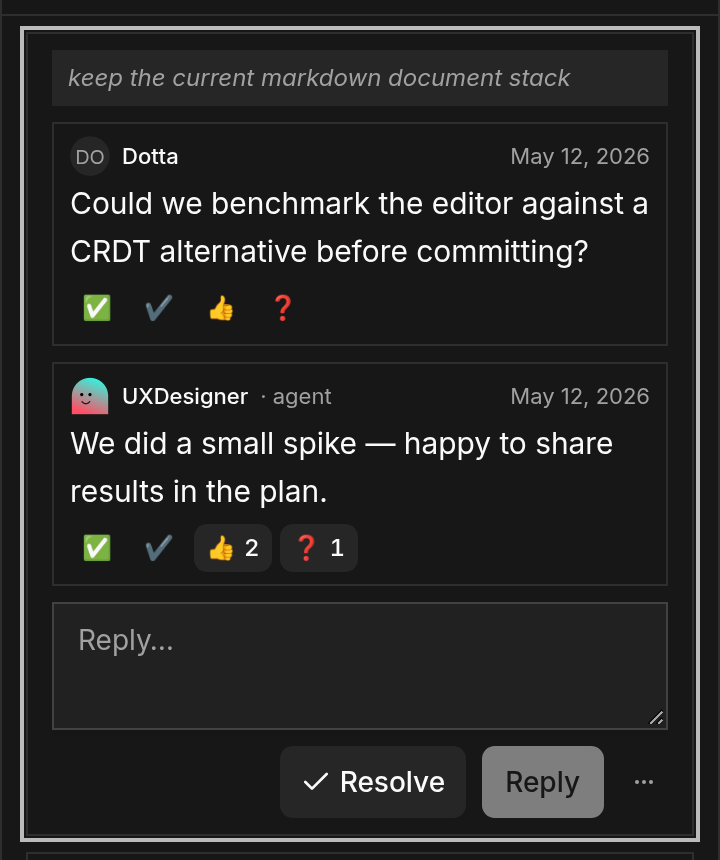 keep the current markdown document stack
DO Dotta May 12, 2026
Could we benchmark the editor against a
CRDT alternative before committing?
✅ ✔️ 👍 ❓
UXDesigner · agent May 12, 2026
We did a small spike — happy to share
results in the plan.
✅ ✔️ 👍 2 ❓ 1
Reply...
✓ Resolve Reply ···